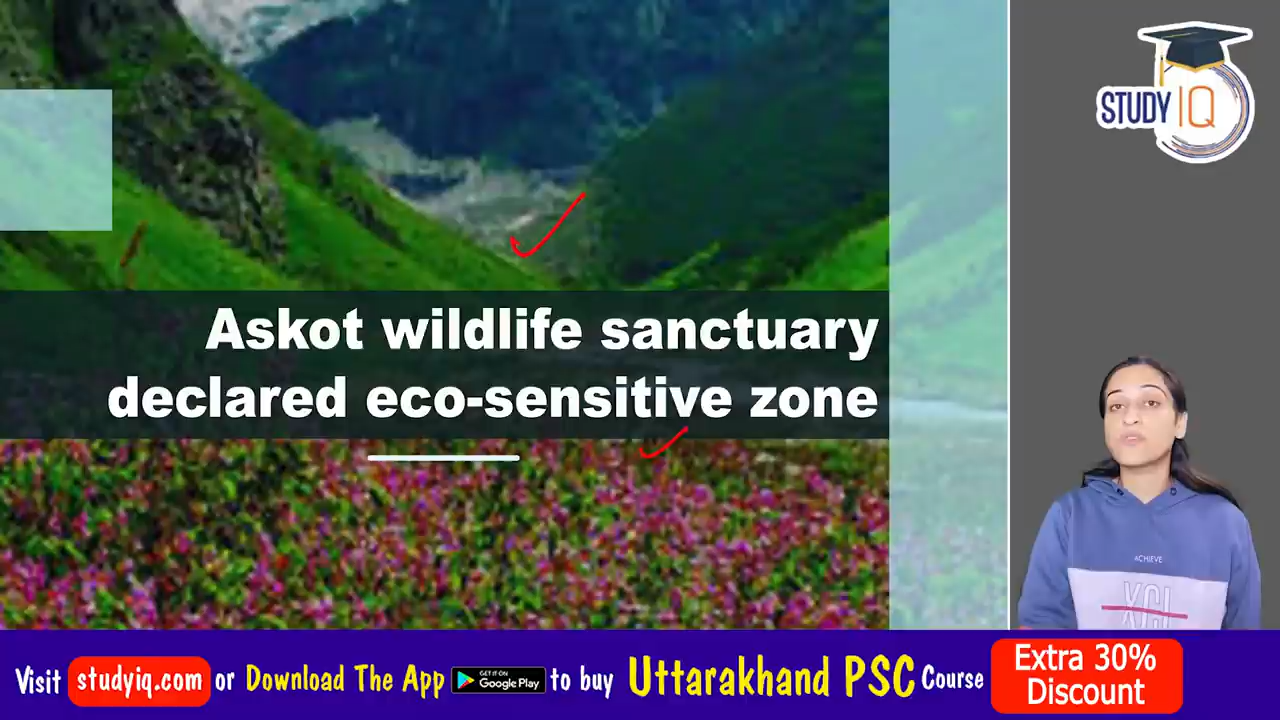 STUDY IQ
Askot wildlife sanctuary
declared eco-sensitive zone
ACHIEVE
Visit studyiq.com or Download The App GET IT ON Google Play to buy Uttarakhand PSC Course
Extra 30%
Discount